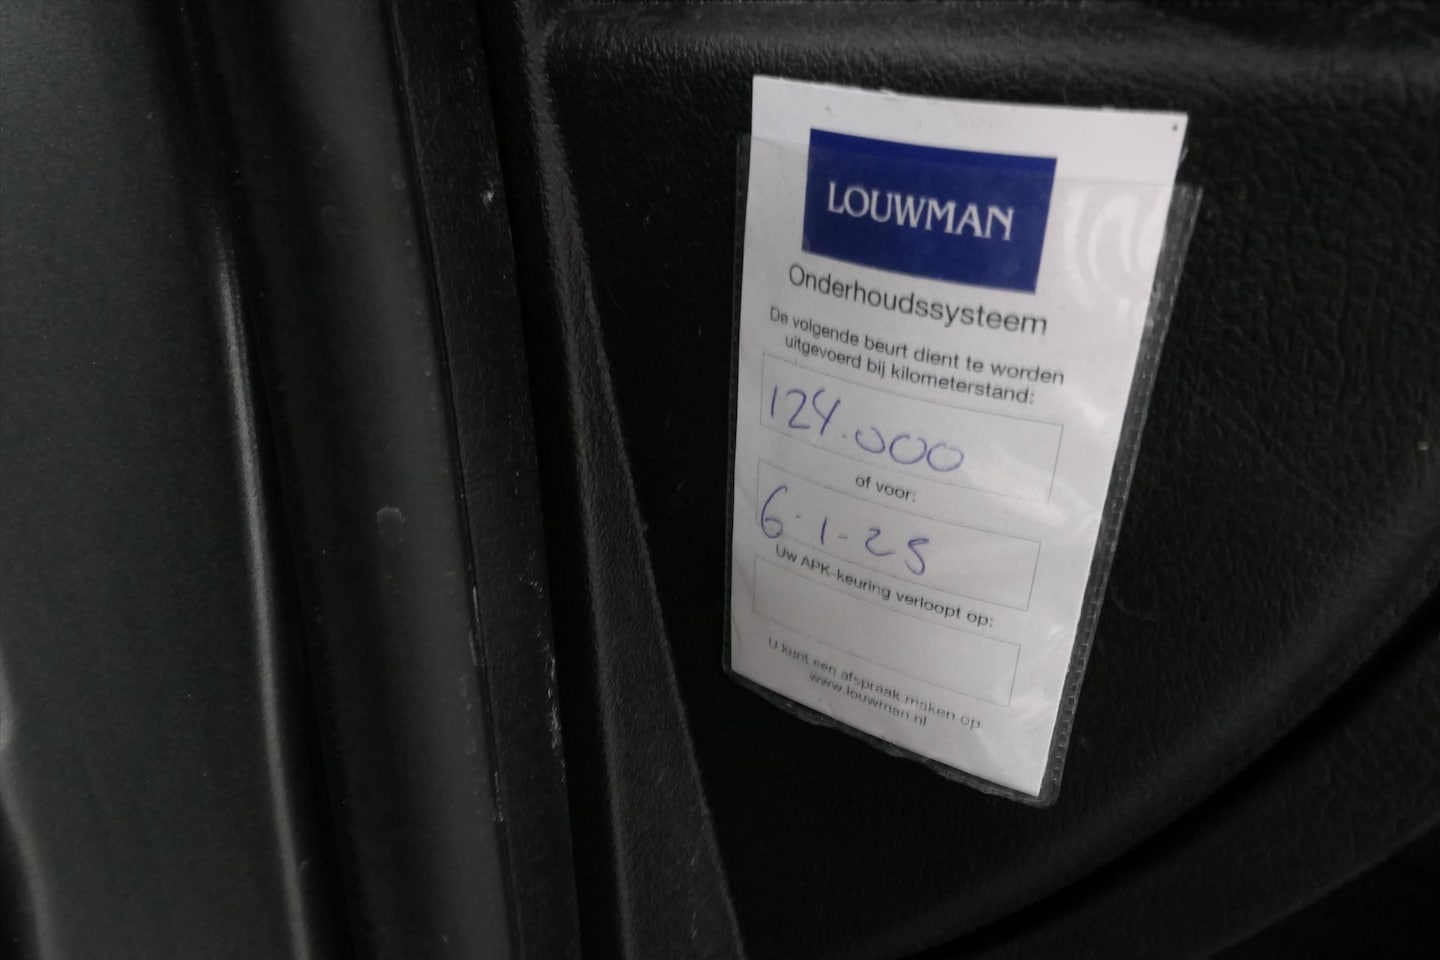 LOUWMAN
Onderhoudssysteem
De volgende beurt dient te worden
uitgevoerd bij kilometerstand:
124.000
of voor:
6-1-25
Uw APK-keuring verloopt op:
U kunt een afspraak maken op
www.louwman.nl